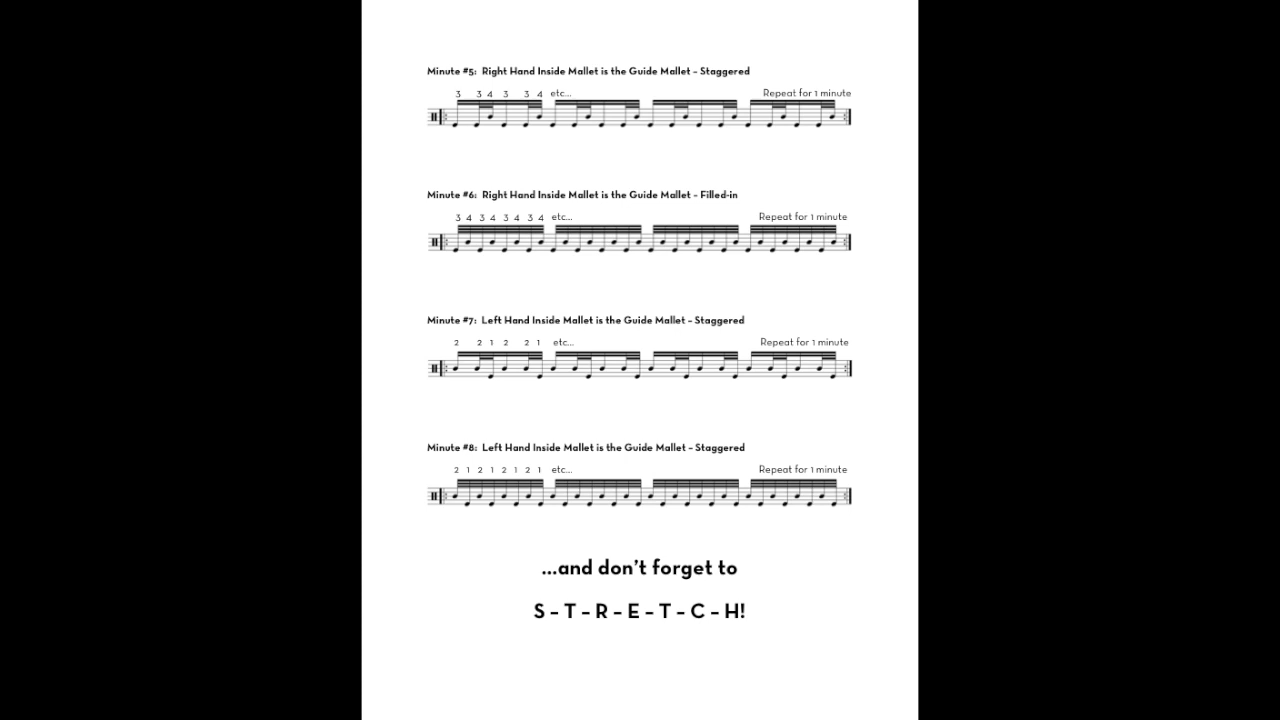 Minute #5: Right Hand Inside Mallet is the Guide Mallet – Staggered
3 3 4 3 3 4 etc... Repeat for 1 minute
Minute #6: Right Hand Inside Mallet is the Guide Mallet – Filled-in
3 4 3 4 3 4 3 4 etc... Repeat for 1 minute
Minute #7: Left Hand Inside Mallet is the Guide Mallet – Staggered
2 2 1 2 2 1 etc... Repeat for 1 minute
Minute #8: Left Hand Inside Mallet is the Guide Mallet – Staggered
2 1 2 1 2 1 2 1 etc... Repeat for 1 minute
...and don't forget to
S – T – R – E – T – C – H!